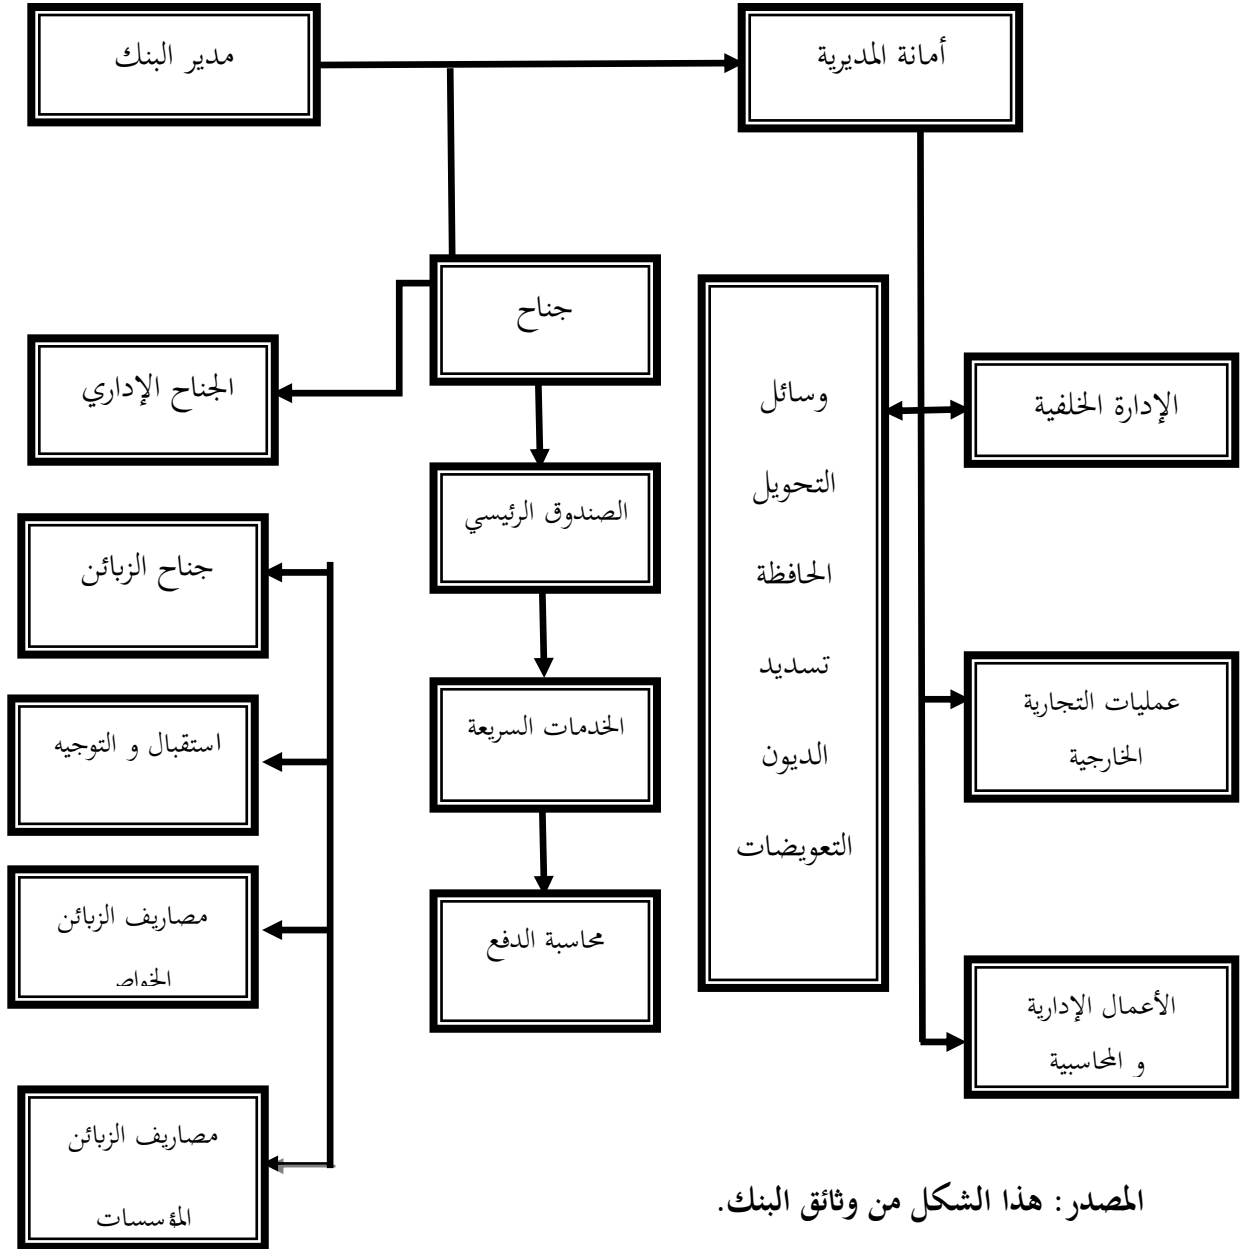 مدير البنك
أمانة المديرية
جناح
الجناح الإداري
الصندوق الرئيسي
جناح الزبائن
الخدمات السريعة
استقبال و التوجيه
محاسبة الدفع
مصاريف الزبائن
الخواص
مصاريف الزبائن
المؤسسات
وسائل
التحويل
الحافظة
تسديد
الديون
التعويضات
الإدارة الخلفية
عمليات التجارية
الخارجية
الأعمال الإدارية
و المحاسبية
المصدر: هذا الشكل من وثائق البنك.